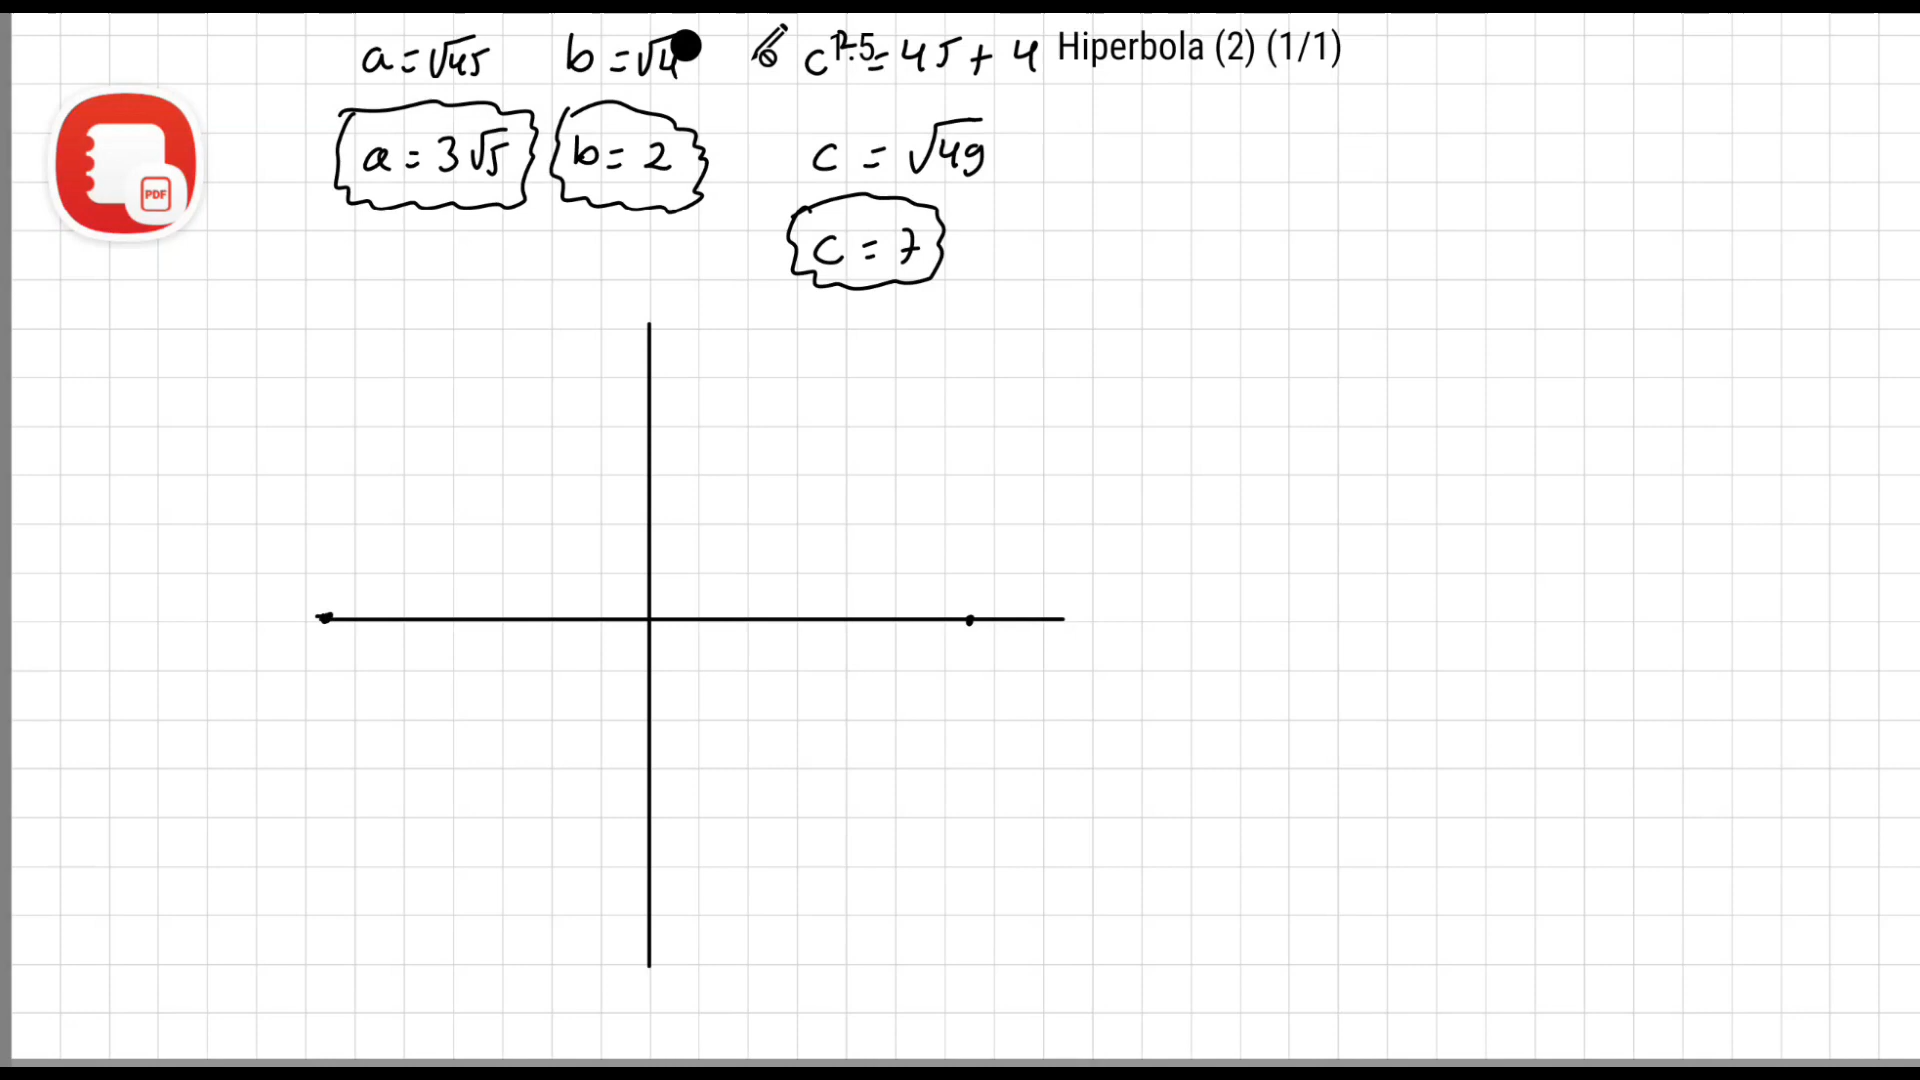 a = √45 b = √4 c² = 45 + 4 Hiperbola (2) (1/1)
a = 3√5 b = 2 c = √49
PDF
c = 7